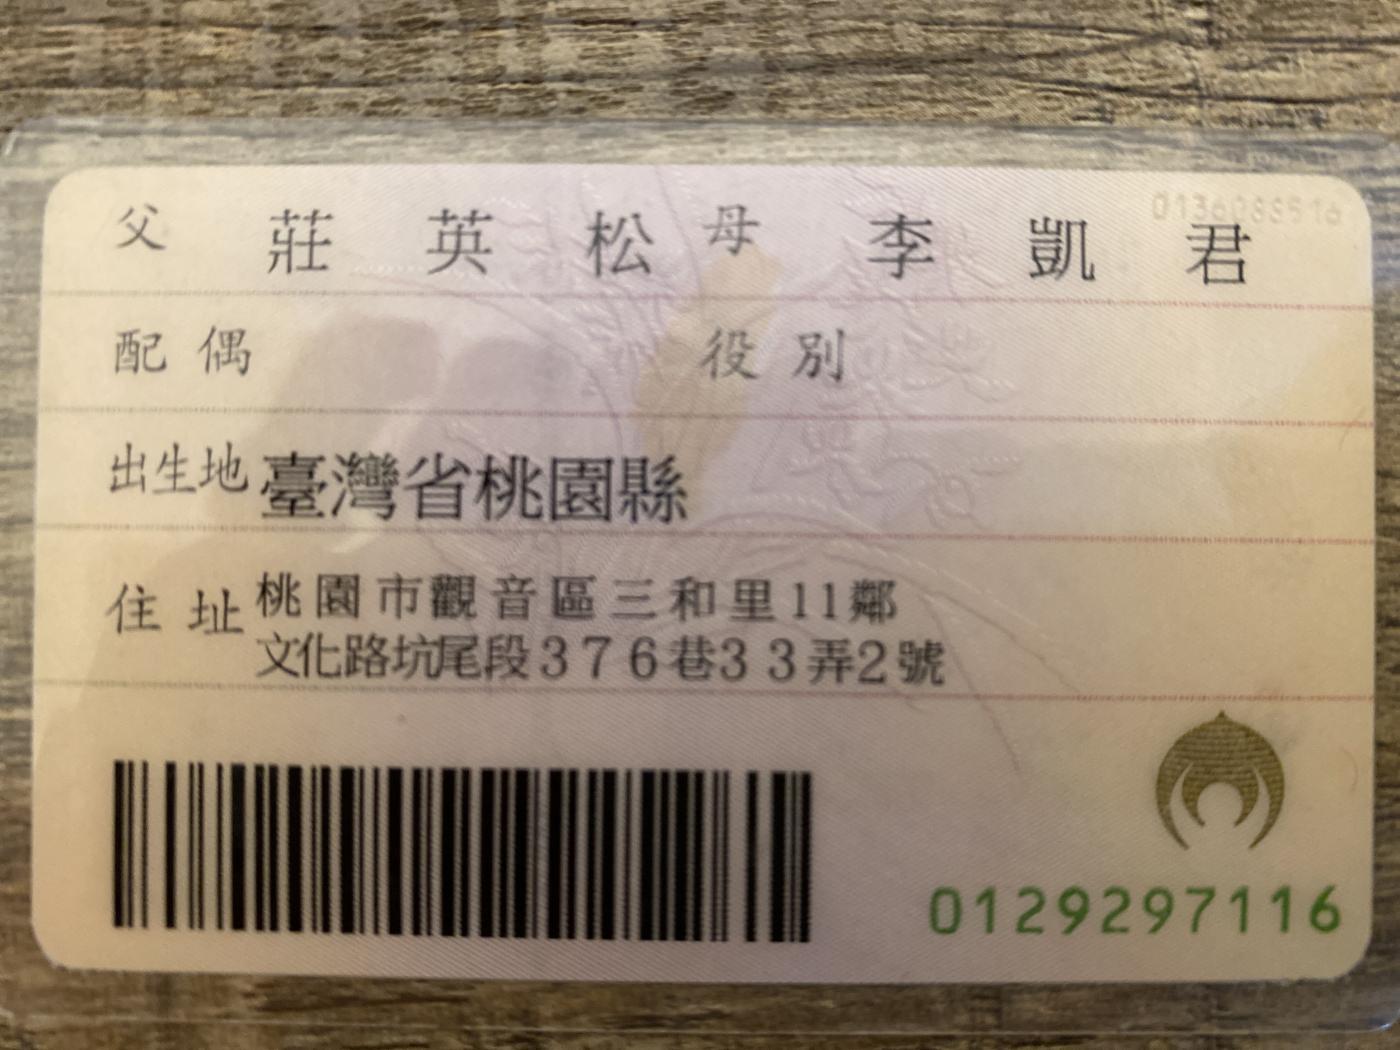 父 莊英松 母 李凱君
配偶 役別
出生地 臺灣省桃園縣
住址 桃園市觀音區三和里11鄰
文化路坑尾段376巷33弄2號
0129297116